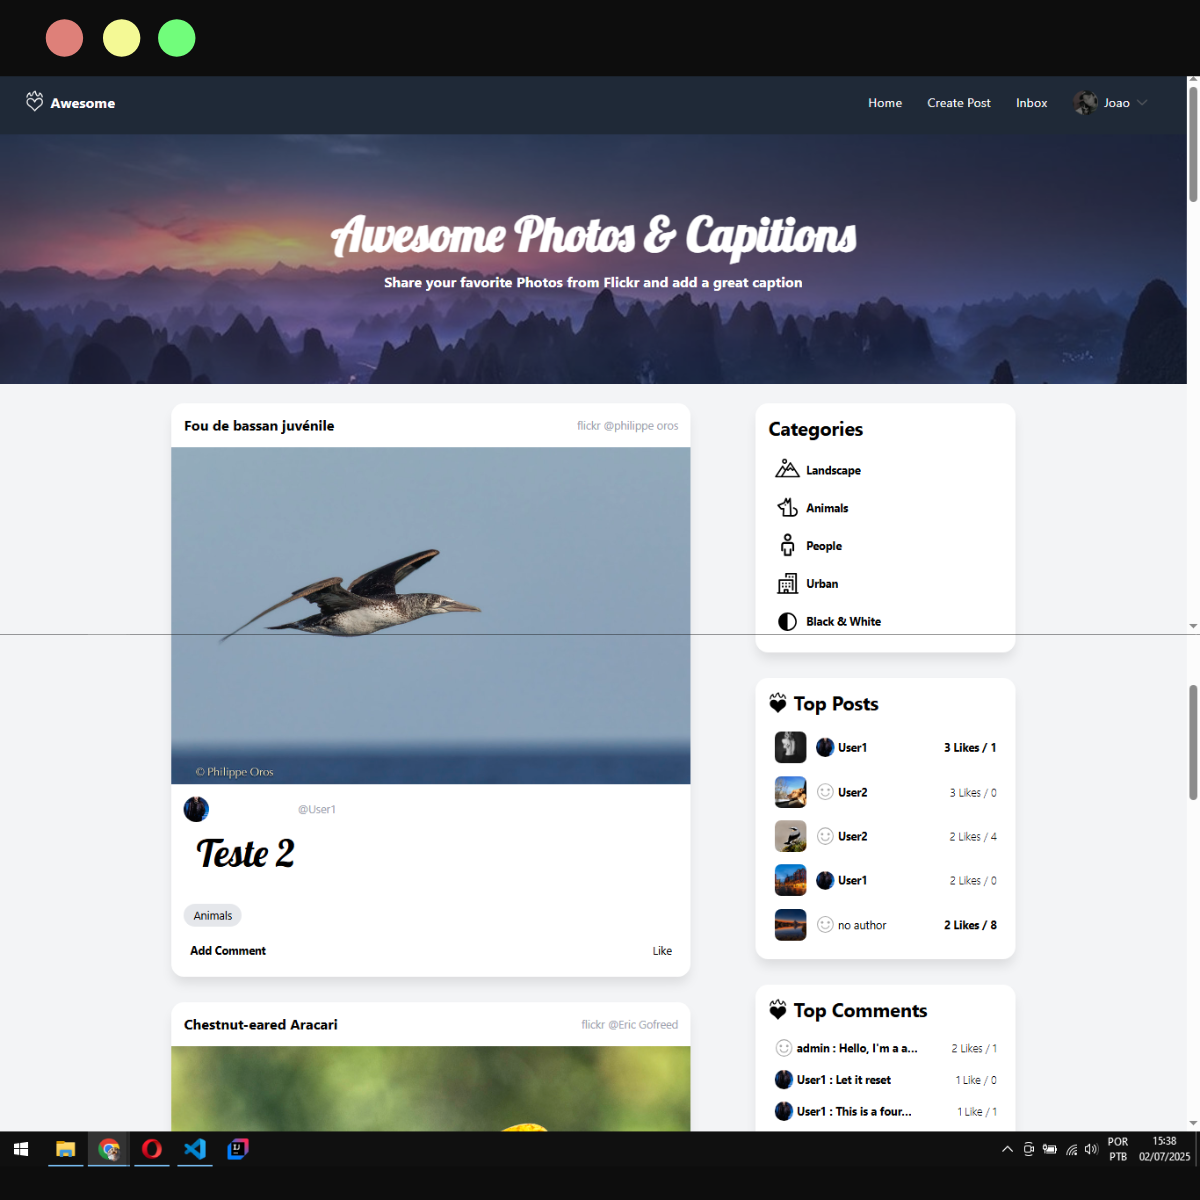 Awesome
Home Create Post Inbox Joao
Awesome Photos & Capitions
Share your favorite Photos from Flickr and add a great caption
Fou de bassan juvénile
flickr @philippe oros
© Philippe Oros
@User1
Teste 2
Animals
Add Comment
Like
Chestnut-eared Aracari
flickr @Eric Gofreed
Categories
Landscape
Animals
People
Urban
Black & White
Top Posts
User1 3 Likes / 1
User2 3 Likes / 0
User2 2 Likes / 4
User1 2 Likes / 0
no author 2 Likes / 8
Top Comments
admin : Hello, I'm a a... 2 Likes / 1
User1 : Let it reset 1 Like / 0
User1 : This is a four... 1 Like / 1
POR
PTB
15:38
02/07/2025